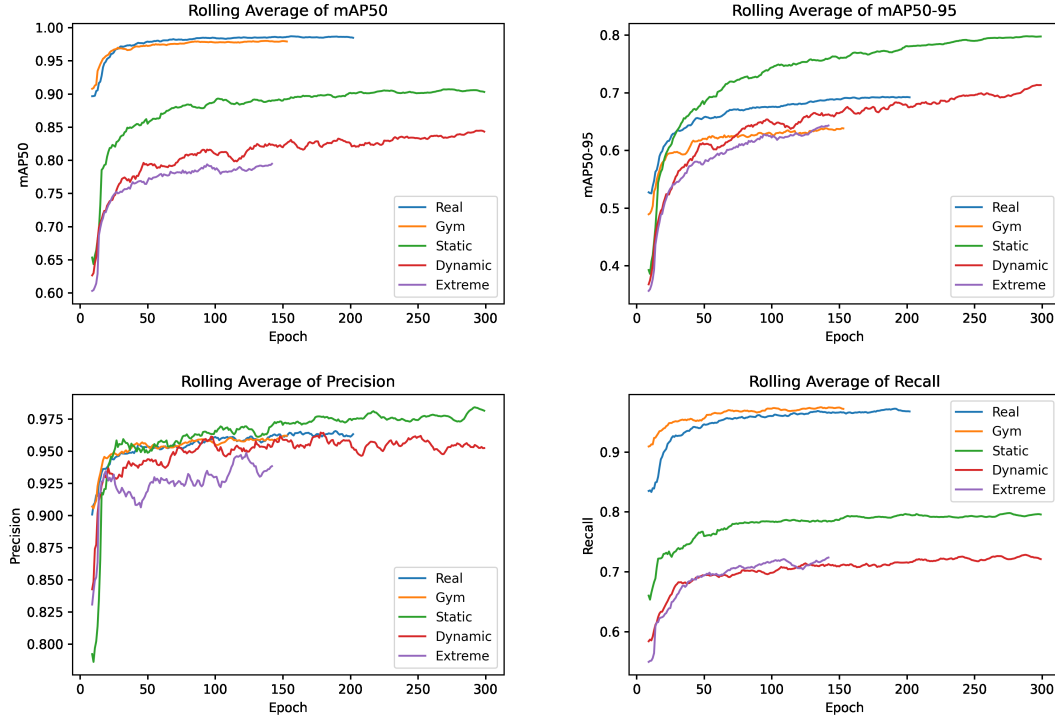 Rolling Average of mAP50
1.00
0.95
0.90
0.85
0.80
0.75
0.70
0.65
0.60
mAP50
0 50 100 150 200 250 300
Epoch
Real
Gym
Static
Dynamic
Extreme
Rolling Average of mAP50-95
0.8
0.7
0.6
0.5
0.4
mAP50-95
0 50 100 150 200 250 300
Epoch
Real
Gym
Static
Dynamic
Extreme
Rolling Average of Precision
0.975
0.950
0.925
0.900
0.875
0.850
0.825
0.800
Precision
0 50 100 150 200 250 300
Epoch
Real
Gym
Static
Dynamic
Extreme
Rolling Average of Recall
0.9
0.8
0.7
0.6
Recall
0 50 100 150 200 250 300
Epoch
Real
Gym
Static
Dynamic
Extreme